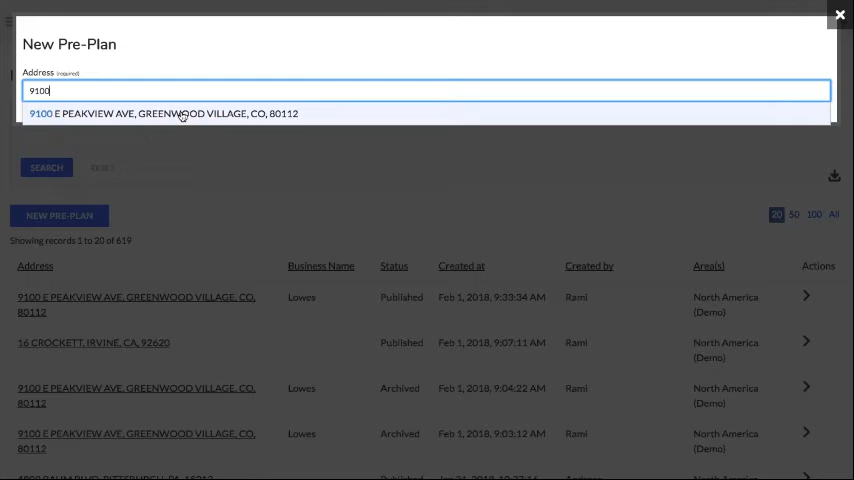 New Pre-Plan
Address (required)
9100
9100 E PEAKVIEW AVE, GREENWOOD VILLAGE, CO, 80112
SEARCH RESET
NEW PRE-PLAN
20 50 100 All
Showing records 1 to 20 of 619
Address Business Name Status Created at Created by Area(s) Actions
9100 E PEAKVIEW AVE, GREENWOOD VILLAGE, CO, Lowes Published Feb 1, 2018, 9:33:34 AM Rami North America
80112 (Demo)
16 CROCKETT, IRVINE, CA, 92620 Published Feb 1, 2018, 9:07:11 AM Rami North America
(Demo)
9100 E PEAKVIEW AVE, GREENWOOD VILLAGE, CO, Lowes Archived Feb 1, 2018, 9:04:22 AM Rami North America
80112 (Demo)
9100 E PEAKVIEW AVE, GREENWOOD VILLAGE, CO, Lowes Archived Feb 1, 2018, 9:03:12 AM Rami North America
80112 (Demo)